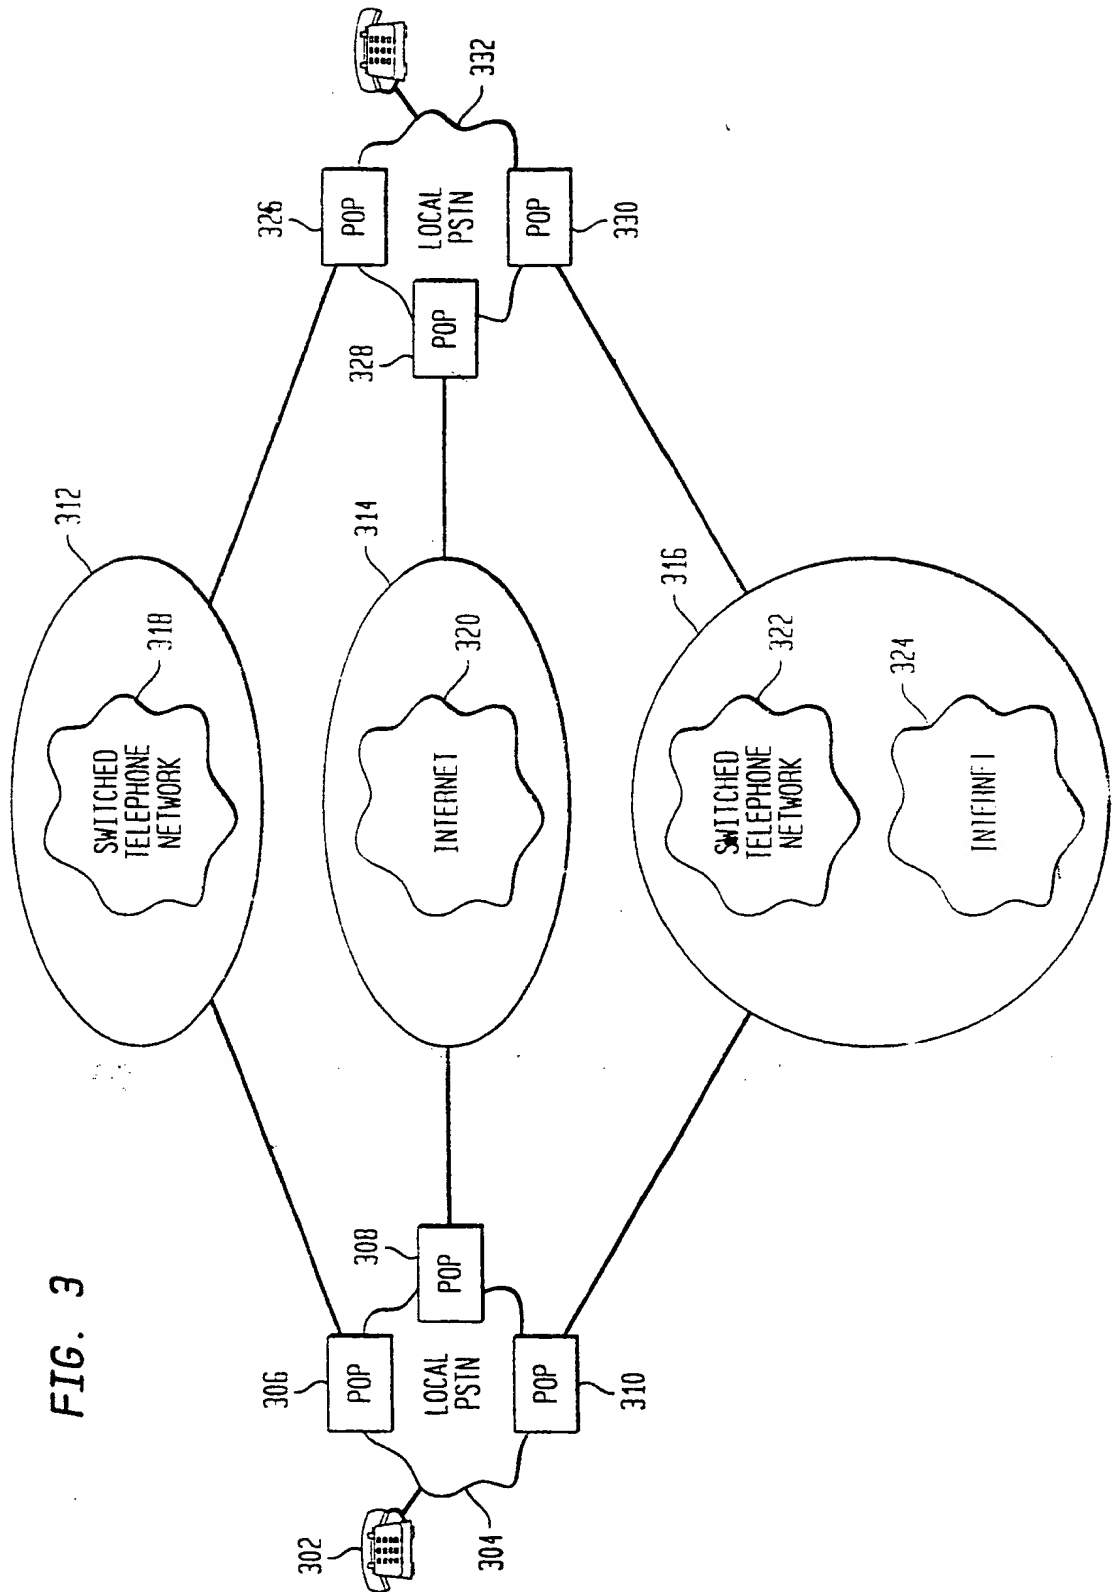 FIG. 3
312
318
SWITCHED
TELEPHONE
NETWORK
314
320
INTERNET
316
322
SWITCHED
TELEPHONE
NETWORK
324
INTERNET
302
304
306
POP
308
POP
LOCAL
PSTN
310
POP
326
POP
328
POP
LOCAL
PSTN
330
POP
332